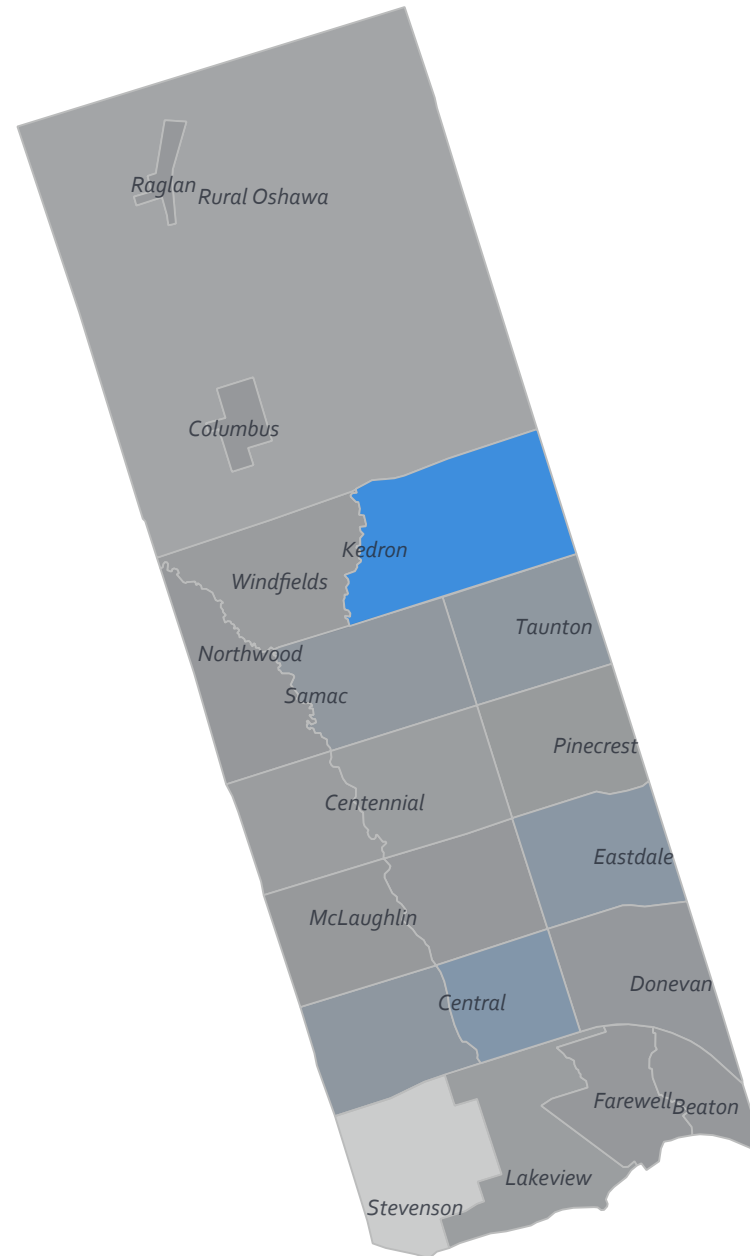 Raglan
Rural Oshawa
Columbus
Kedron
Windfields
Taunton
Northwood
Samac
Pinecrest
Centennial
Eastdale
McLaughlin
Donevan
Central
Farewell
Beaton
Lakeview
Stevenson